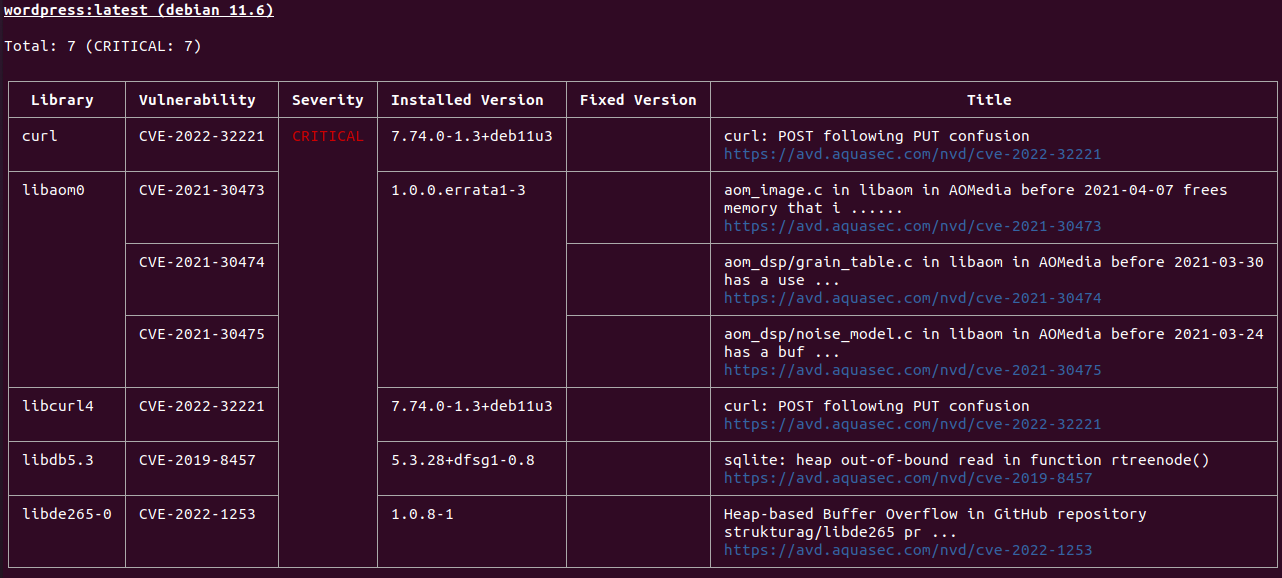 wordpress:latest (debian 11.6)
Total: 7 (CRITICAL: 7)
Library Vulnerability Severity Installed Version Fixed Version Title
curl CVE-2022-32221 CRITICAL 7.74.0-1.3+deb11u3 curl: POST following PUT confusion
https://avd.aquasec.com/nvd/cve-2022-32221
libaom0 CVE-2021-30473 1.0.0.errata1-3 aom_image.c in libaom in AOMedia before 2021-04-07 frees
memory that i ......
https://avd.aquasec.com/nvd/cve-2021-30473
CVE-2021-30474 aom_dsp/grain_table.c in libaom in AOMedia before 2021-03-30
has a use ...
https://avd.aquasec.com/nvd/cve-2021-30474
CVE-2021-30475 aom_dsp/noise_model.c in libaom in AOMedia before 2021-03-24
has a buf ...
https://avd.aquasec.com/nvd/cve-2021-30475
libcurl4 CVE-2022-32221 7.74.0-1.3+deb11u3 curl: POST following PUT confusion
https://avd.aquasec.com/nvd/cve-2022-32221
libdb5.3 CVE-2019-8457 5.3.28+dfsg1-0.8 sqlite: heap out-of-bound read in function rtreenode()
https://avd.aquasec.com/nvd/cve-2019-8457
libde265-0 CVE-2022-1253 1.0.8-1 Heap-based Buffer Overflow in GitHub repository
strukturag/libde265 pr ...
https://avd.aquasec.com/nvd/cve-2022-1253